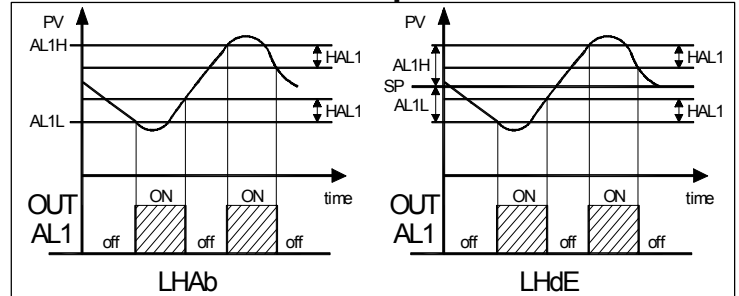 PV
AL1H
HAL1
HAL1
AL1L
time
OUT
AL1
off
ON
off
ON
off
LHAb
PV
AL1H
SP
AL1L
HAL1
HAL1
time
OUT
AL1
off
ON
off
ON
off
LHdE